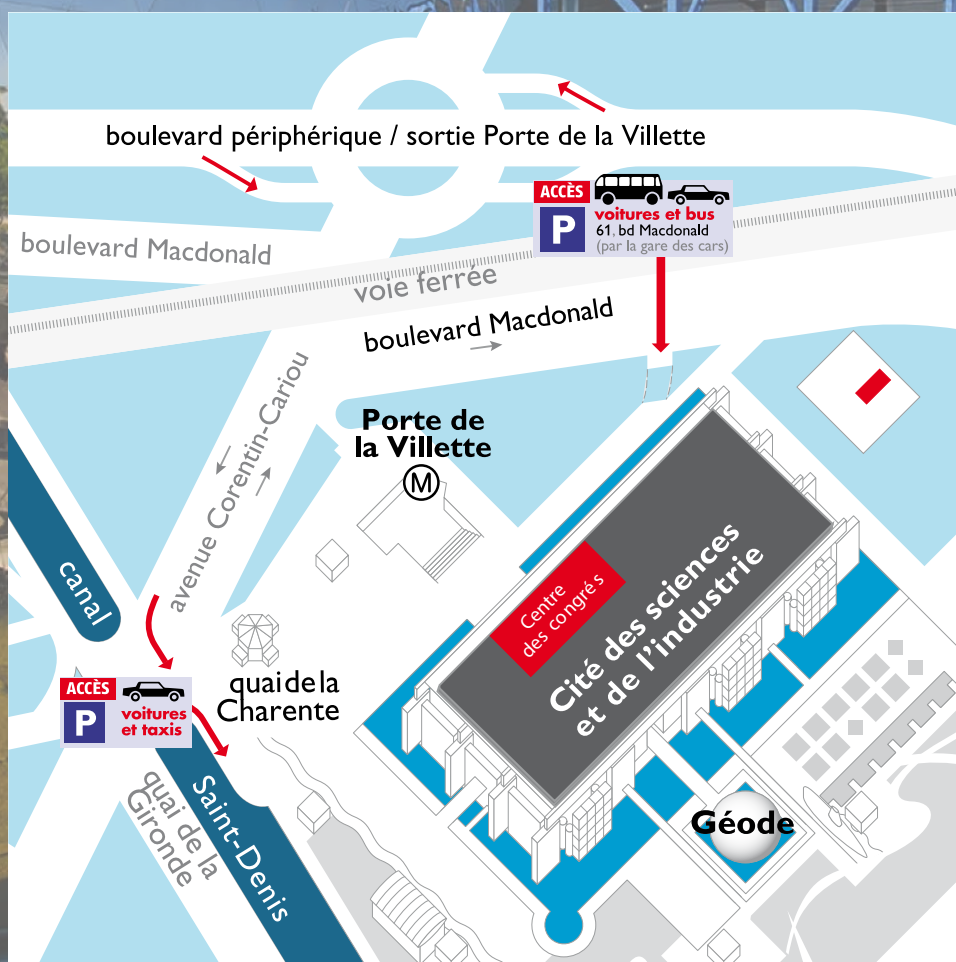 boulevard périphérique / sortie Porte de la Villette
ACCÈS
P
voitures et bus
61, bd Macdonald
(par la gare des cars)
boulevard Macdonald
voie ferrée
boulevard Macdonald
avenue Corentin-Cariou
Porte de
la Villette
M
canal
Centre
des congrés
Cité des sciences
et de l'industrie
ACCÈS
P
voitures
et taxis
quai de la
Charente
quai de la
Gironde
Saint-Denis
Géode